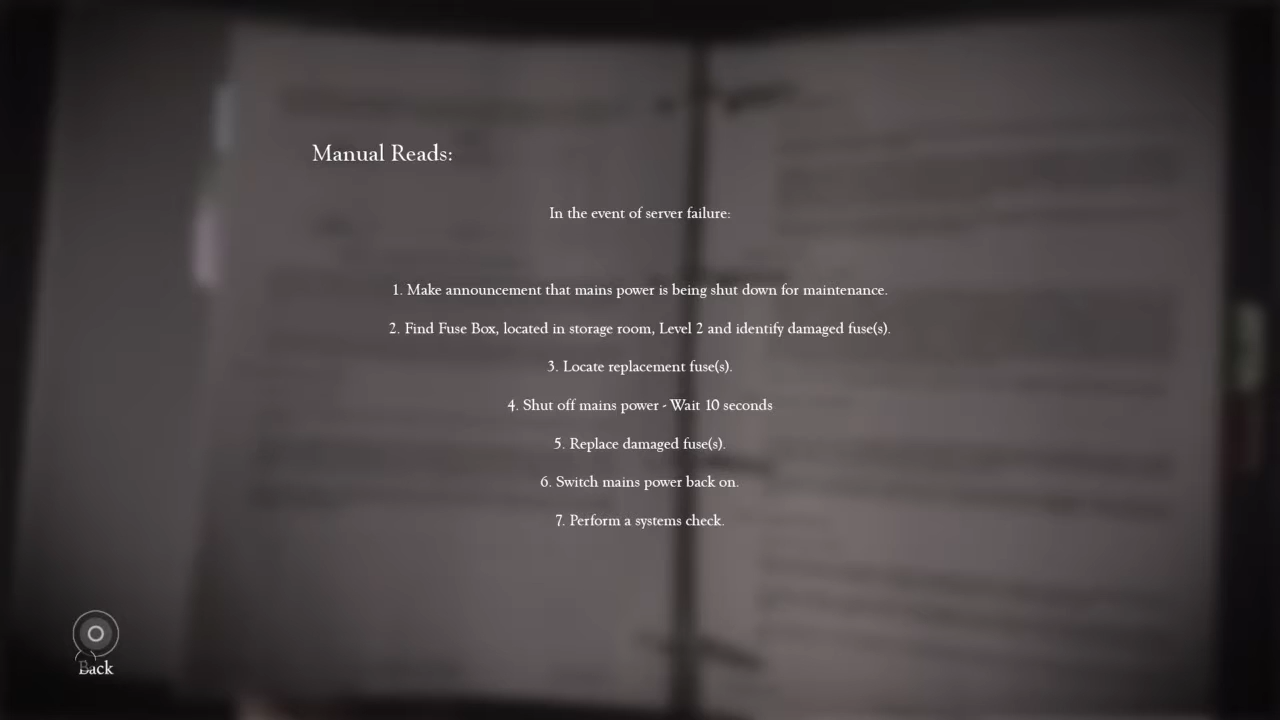 Manual Reads:
In the event of server failure:
1. Make announcement that mains power is being shut down for maintenance.
2. Find Fuse Box, located in storage room, Level 2 and identify damaged fuse(s).
3. Locate replacement fuse(s).
4. Shut off mains power - Wait 10 seconds
5. Replace damaged fuse(s).
6. Switch mains power back on.
7. Perform a systems check.
Back